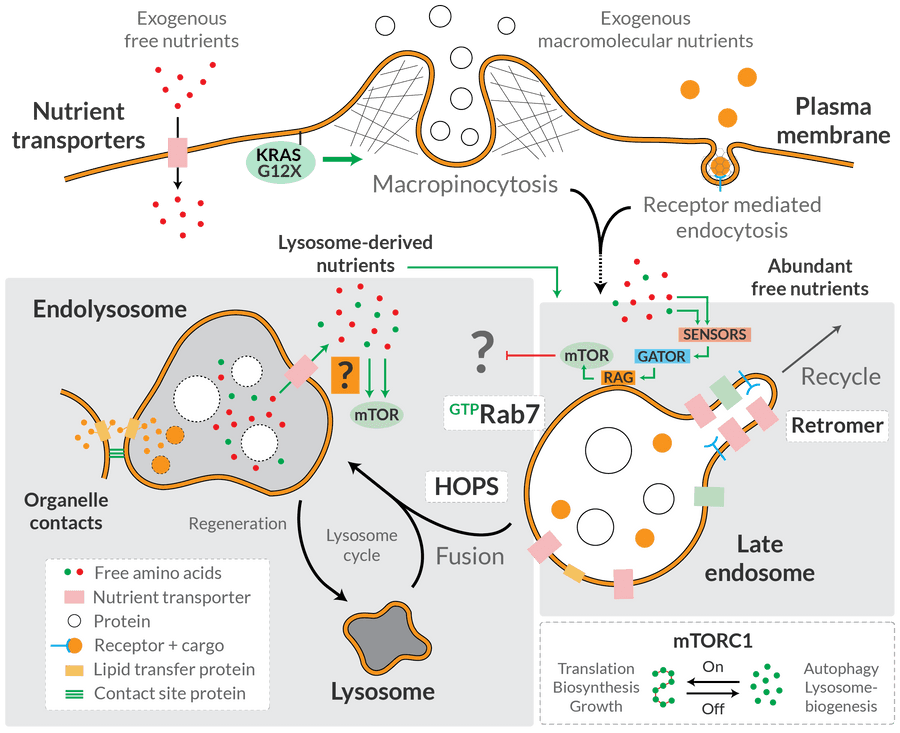 Exogenous
free nutrients
Exogenous
macromolecular nutrients
Nutrient
transporters
Plasma
membrane
KRAS
G12X
Macropinocytosis
Receptor mediated
endocytosis
Lysosome-derived
nutrients
Abundant
free nutrients
Endolysosome
SENSORS
?
mTOR
GATOR
RAG
?
mTOR
Recycle
GTPRab7
Retromer
HOPS
Organelle
contacts
Regeneration
Lysosome
cycle
Fusion
Late
endosome
Free amino acids
Nutrient transporter
Protein
Receptor + cargo
Lipid transfer protein
Contact site protein
Lysosome
mTORC1
Translation
Biosynthesis
Growth
On
Off
Autophagy
Lysosome-
biogenesis